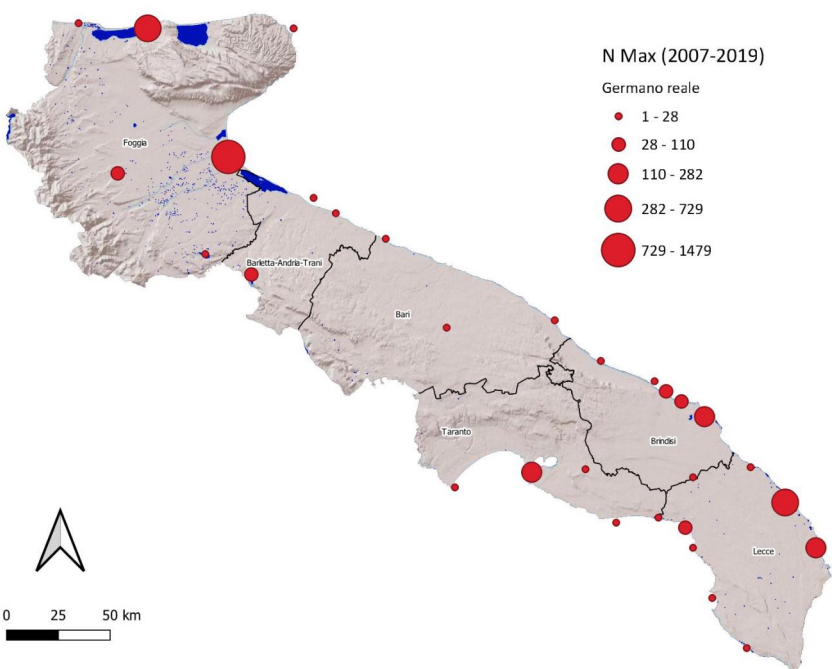 N Max (2007-2019)
Germano reale
1 - 28
28 - 110
110 - 282
282 - 729
729 - 1479
Foggia
Barletta-Andria-Trani
Bari
Taranto
Brindisi
Lecce
0 25 50 km